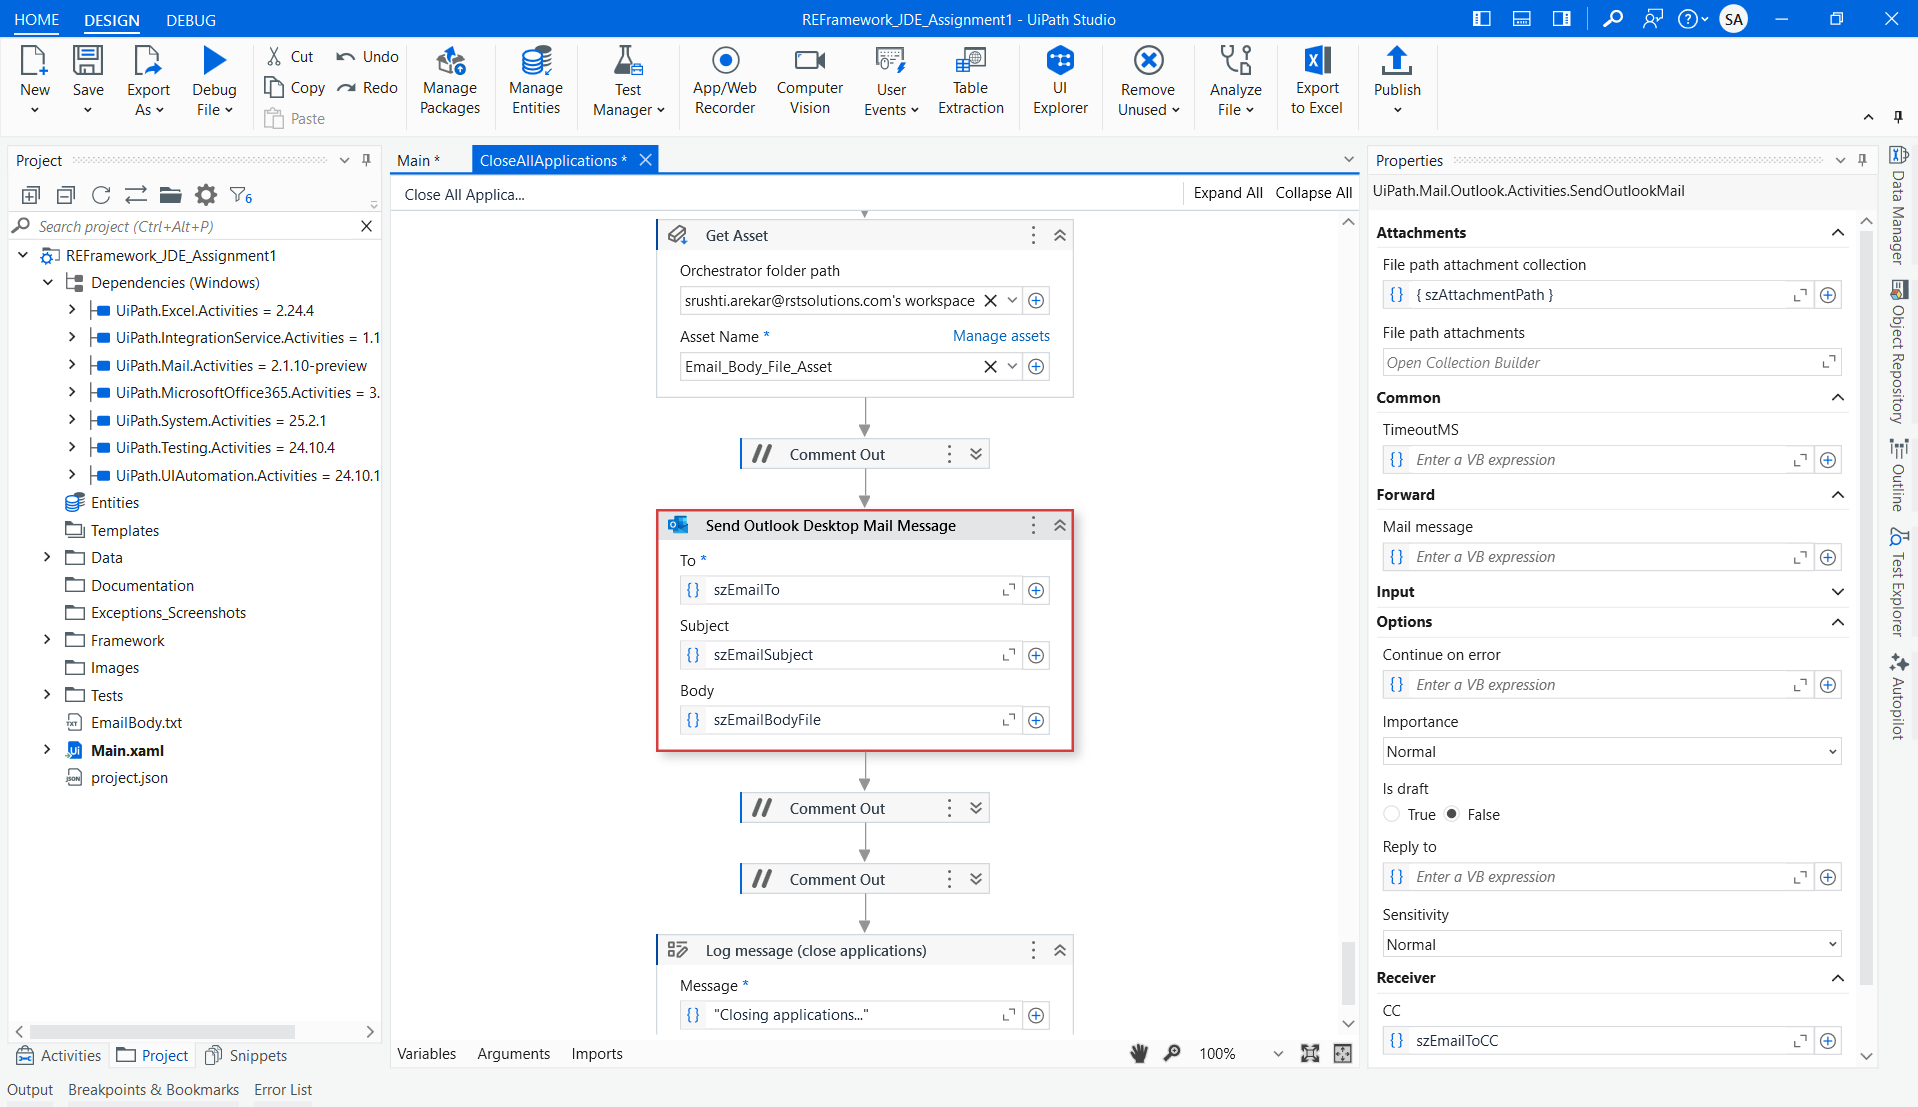 HOME DESIGN DEBUG
REFramework_JDE_Assignment1 - UiPath Studio
SA
New
Save
Export As
Debug File
Cut
Copy
Paste
Undo
Redo
Manage Packages
Manage Entities
Test Manager
App/Web Recorder
Computer Vision
User Events
Table Extraction
UI Explorer
Remove Unused
Analyze File
Export to Excel
Publish
Project
6
Search project (Ctrl+Alt+P)
REFramework_JDE_Assignment1
Dependencies (Windows)
UiPath.Excel.Activities = 2.24.4
UiPath.IntegrationService.Activities = 1.1
UiPath.Mail.Activities = 2.1.10-preview
UiPath.MicrosoftOffice365.Activities = 3.
UiPath.System.Activities = 25.2.1
UiPath.Testing.Activities = 24.10.4
UiPath.UIAutomation.Activities = 24.10.1
Entities
Templates
Data
Documentation
Exceptions_Screenshots
Framework
Images
Tests
TXT EmailBody.txt
Ui Main.xaml
JSON project.json
Activities Project Snippets
Output Breakpoints & Bookmarks Error List
Main *
CloseAllApplications *
Close All Applica...
Expand All Collapse All
Get Asset
Orchestrator folder path
srushti.arekar@rstsolutions.com's workspace
Asset Name * Manage assets
Email_Body_File_Asset
// Comment Out
Send Outlook Desktop Mail Message
To *
{} szEmailTo
Subject
{} szEmailSubject
Body
{} szEmailBodyFile
// Comment Out
// Comment Out
Log message (close applications)
Message *
{} "Closing applications..."
Variables Arguments Imports
100%
Properties
UiPath.Mail.Outlook.Activities.SendOutlookMail
Attachments
File path attachment collection
{} { szAttachmentPath }
File path attachments
Open Collection Builder
Common
TimeoutMS
{} Enter a VB expression
Forward
Mail message
{} Enter a VB expression
Input
Options
Continue on error
{} Enter a VB expression
Importance
Normal
Is draft
True False
Reply to
{} Enter a VB expression
Sensitivity
Normal
Receiver
CC
{} szEmailToCC
Data Manager
Object Repository
Outline
Test Explorer
Autopilot